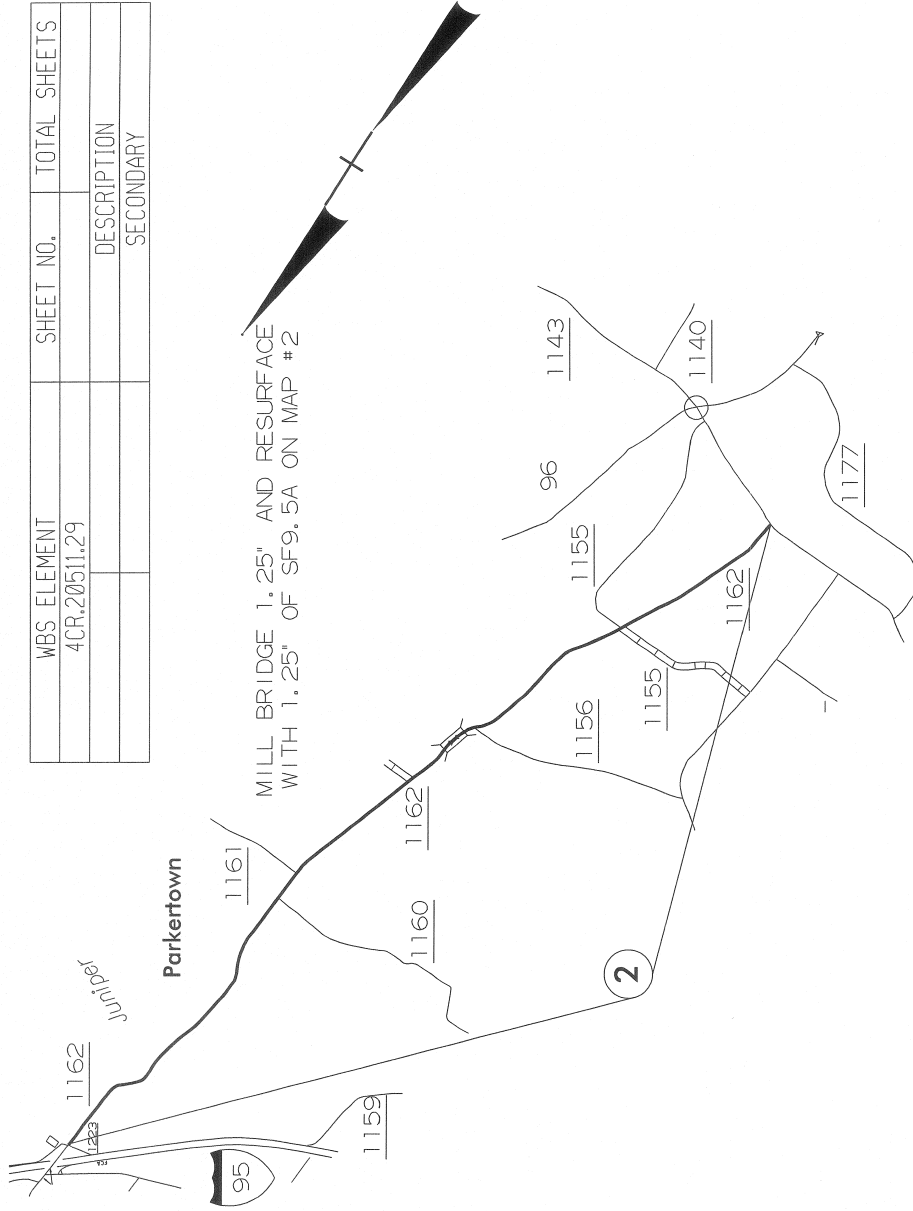 WBS ELEMENT SHEET NO. TOTAL SHEETS
4CR.20511.29
DESCRIPTION
SECONDARY
MILL BRIDGE 1.25" AND RESURFACE
WITH 1.25" OF SF9.5A ON MAP #2
1162
Juniper
Parkertown
1223
FCB
95
1159
1161
1160
1162
1156
1155
1155
1162
96
1143
1140
1177
2